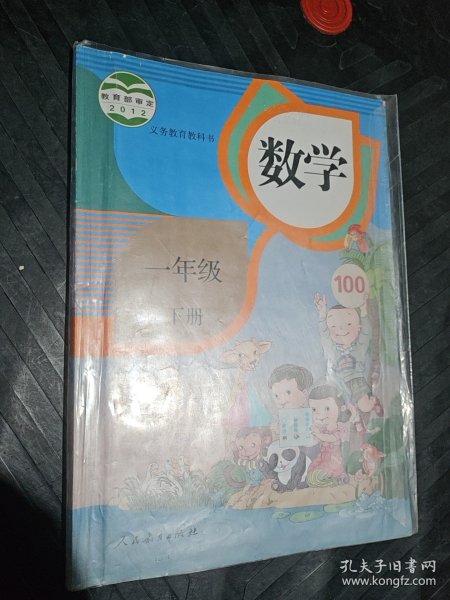 教育部审定
2012
义务教育教科书
数学
一年级
下册
100
人民教育出版社
孔夫子旧书网
www.kongfz.com